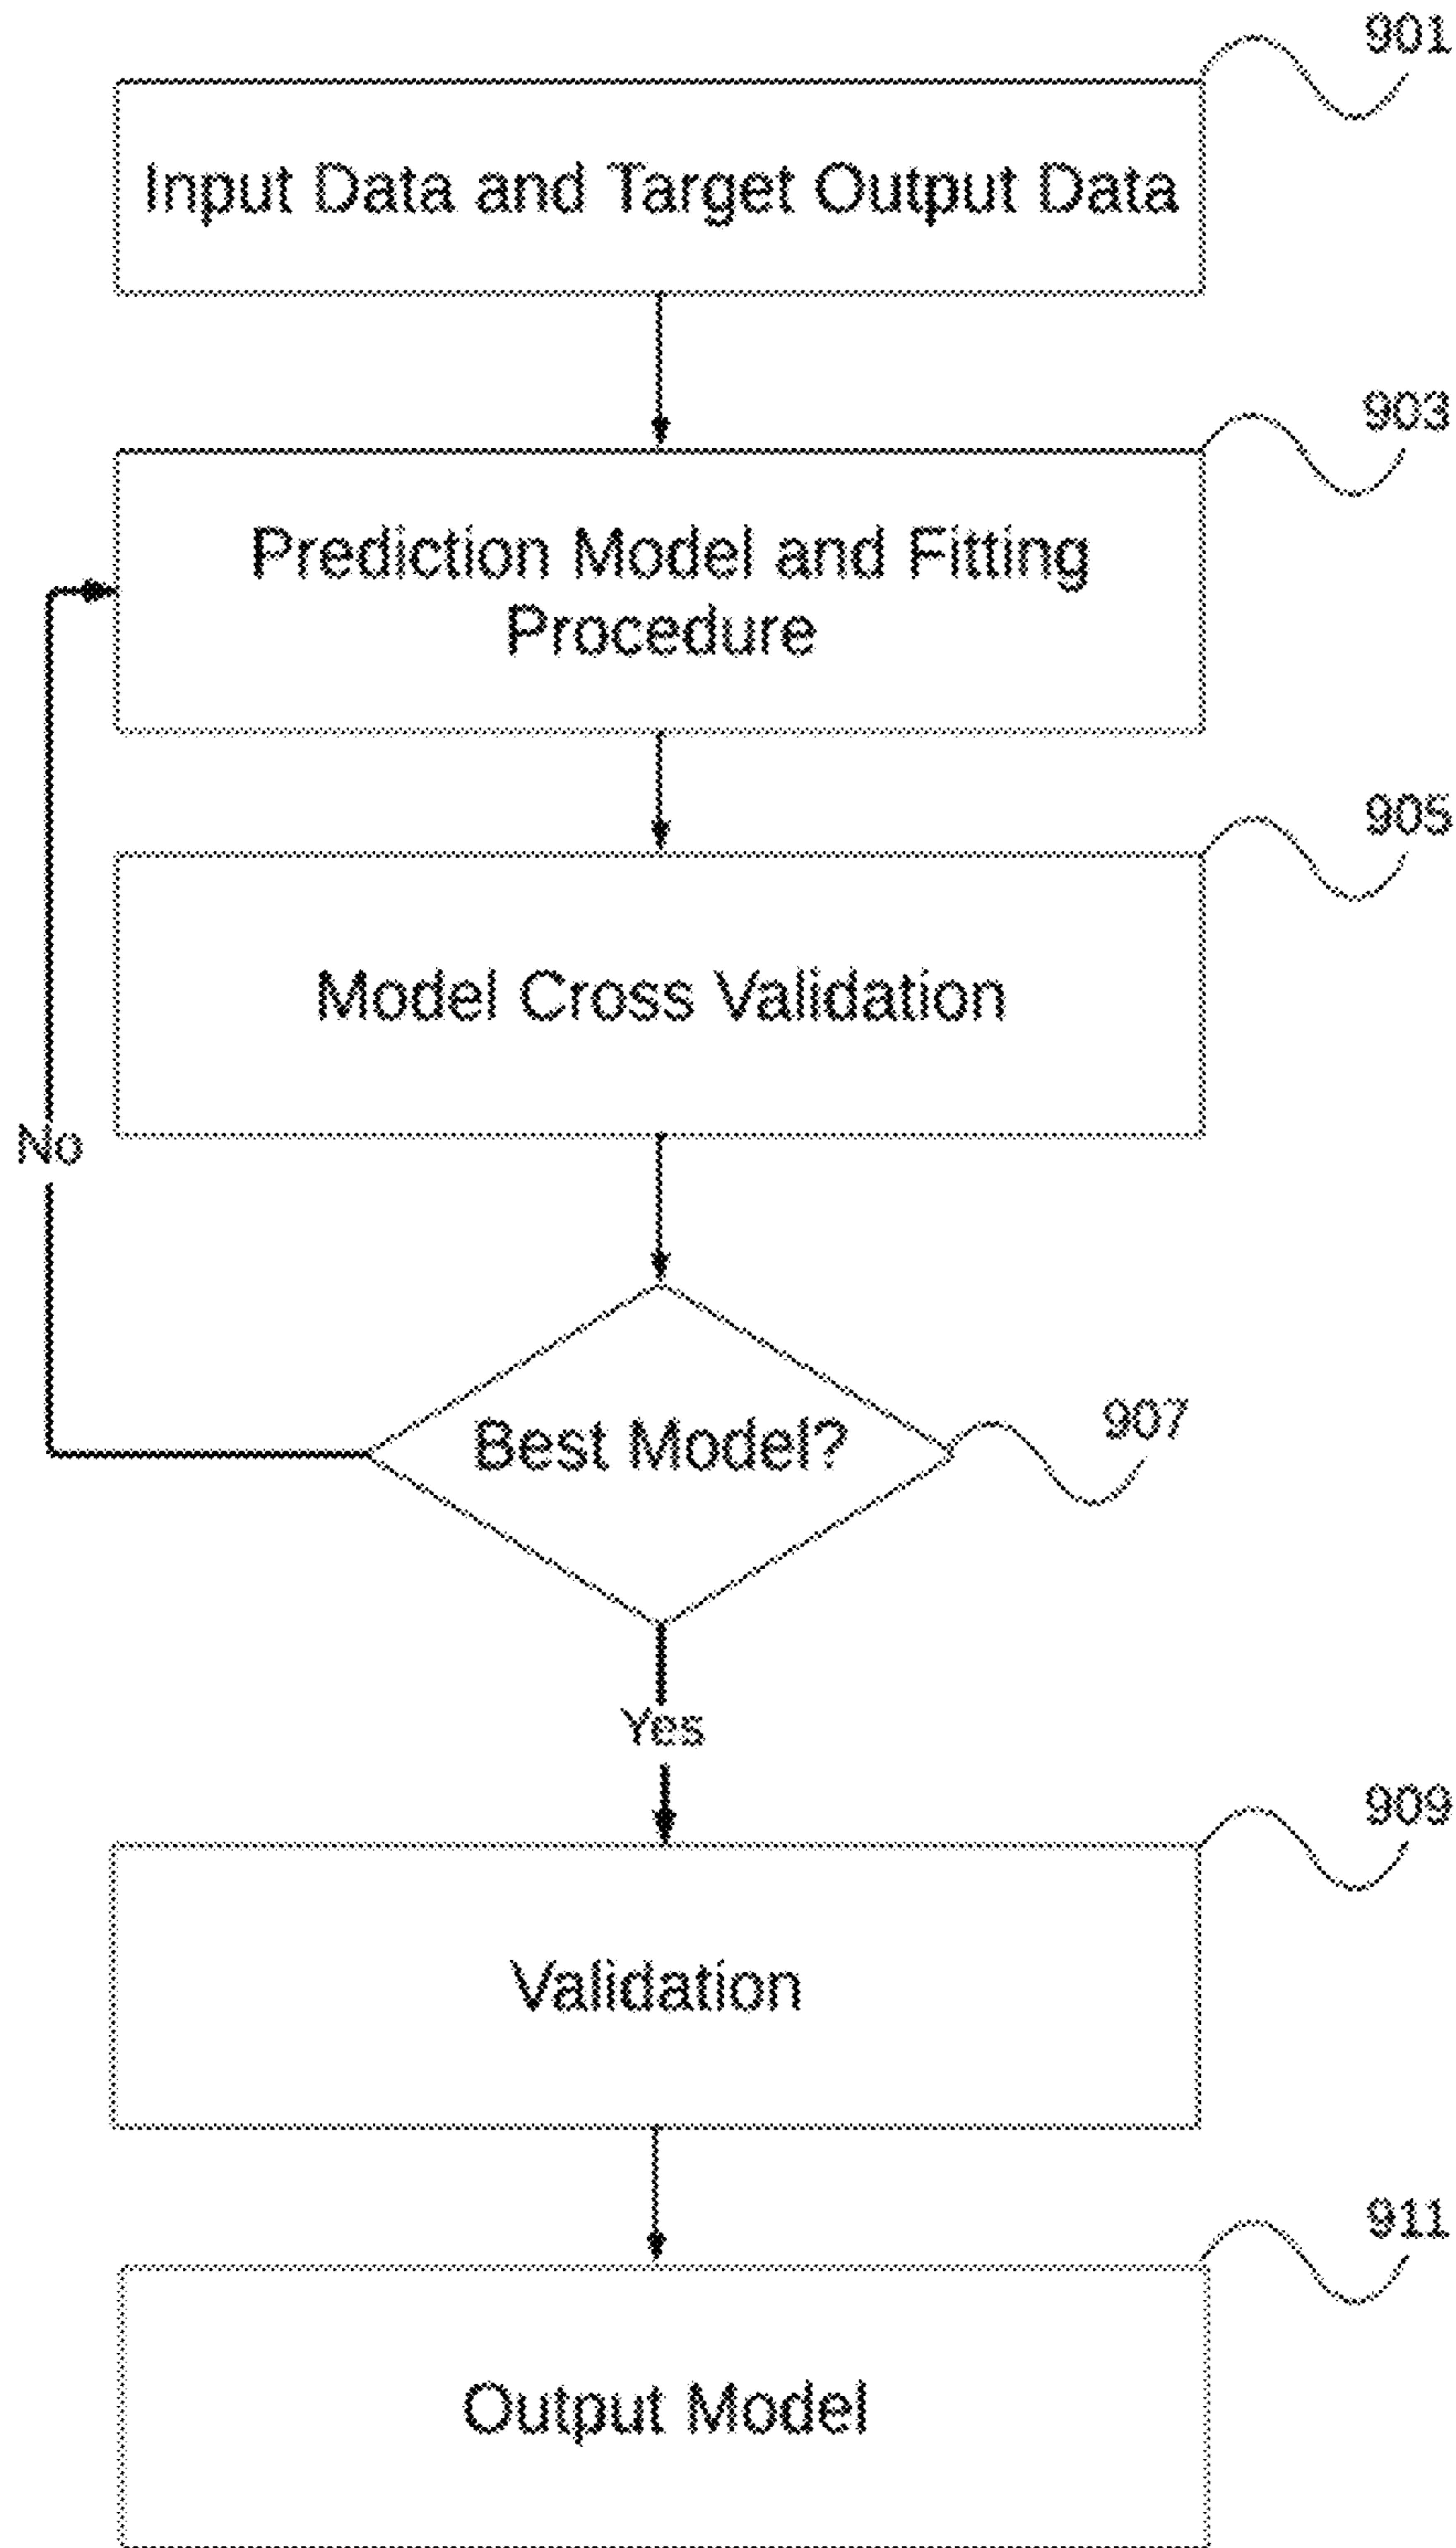 901
Input Data and Target Output Data
903
Prediction Model and Fitting
Procedure
905
Model Cross Validation
No
907
Best Model?
Yes
909
Validation
911
Output Model